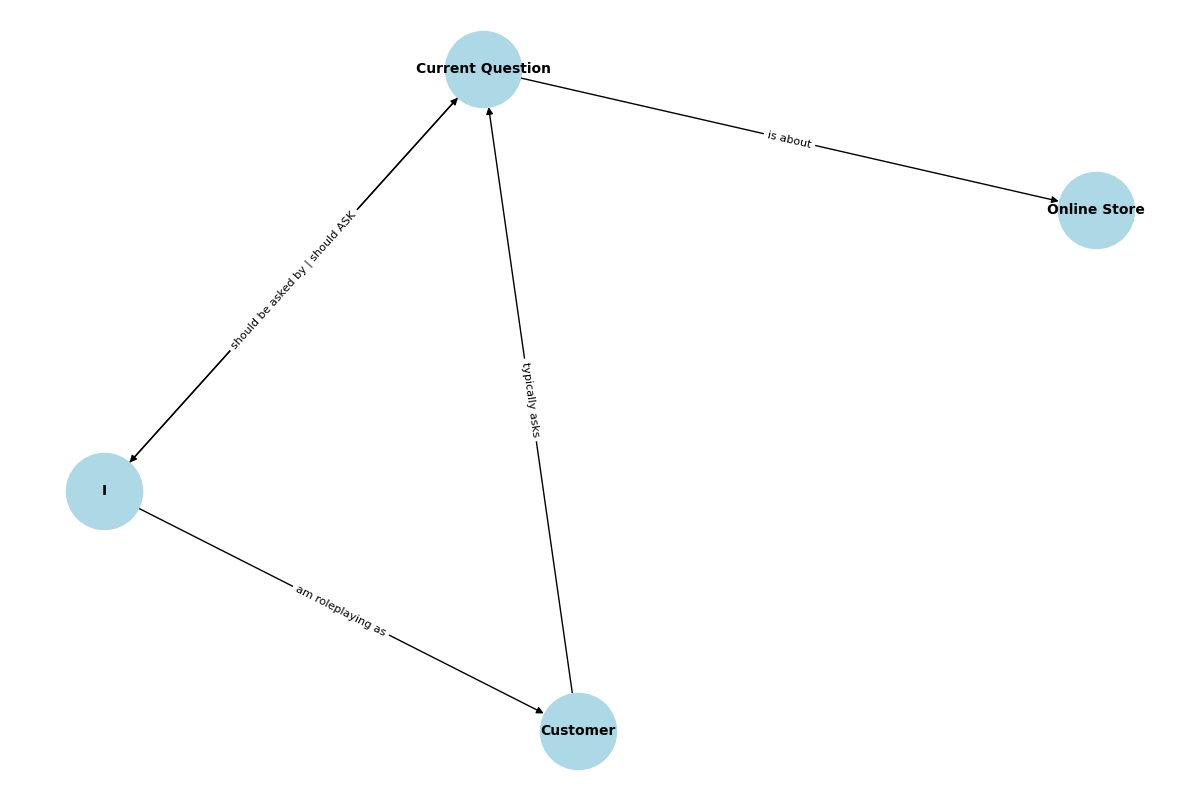 Current Question
is about
Online Store
should be asked by | should ASK
typically asks
I
am roleplaying as
Customer